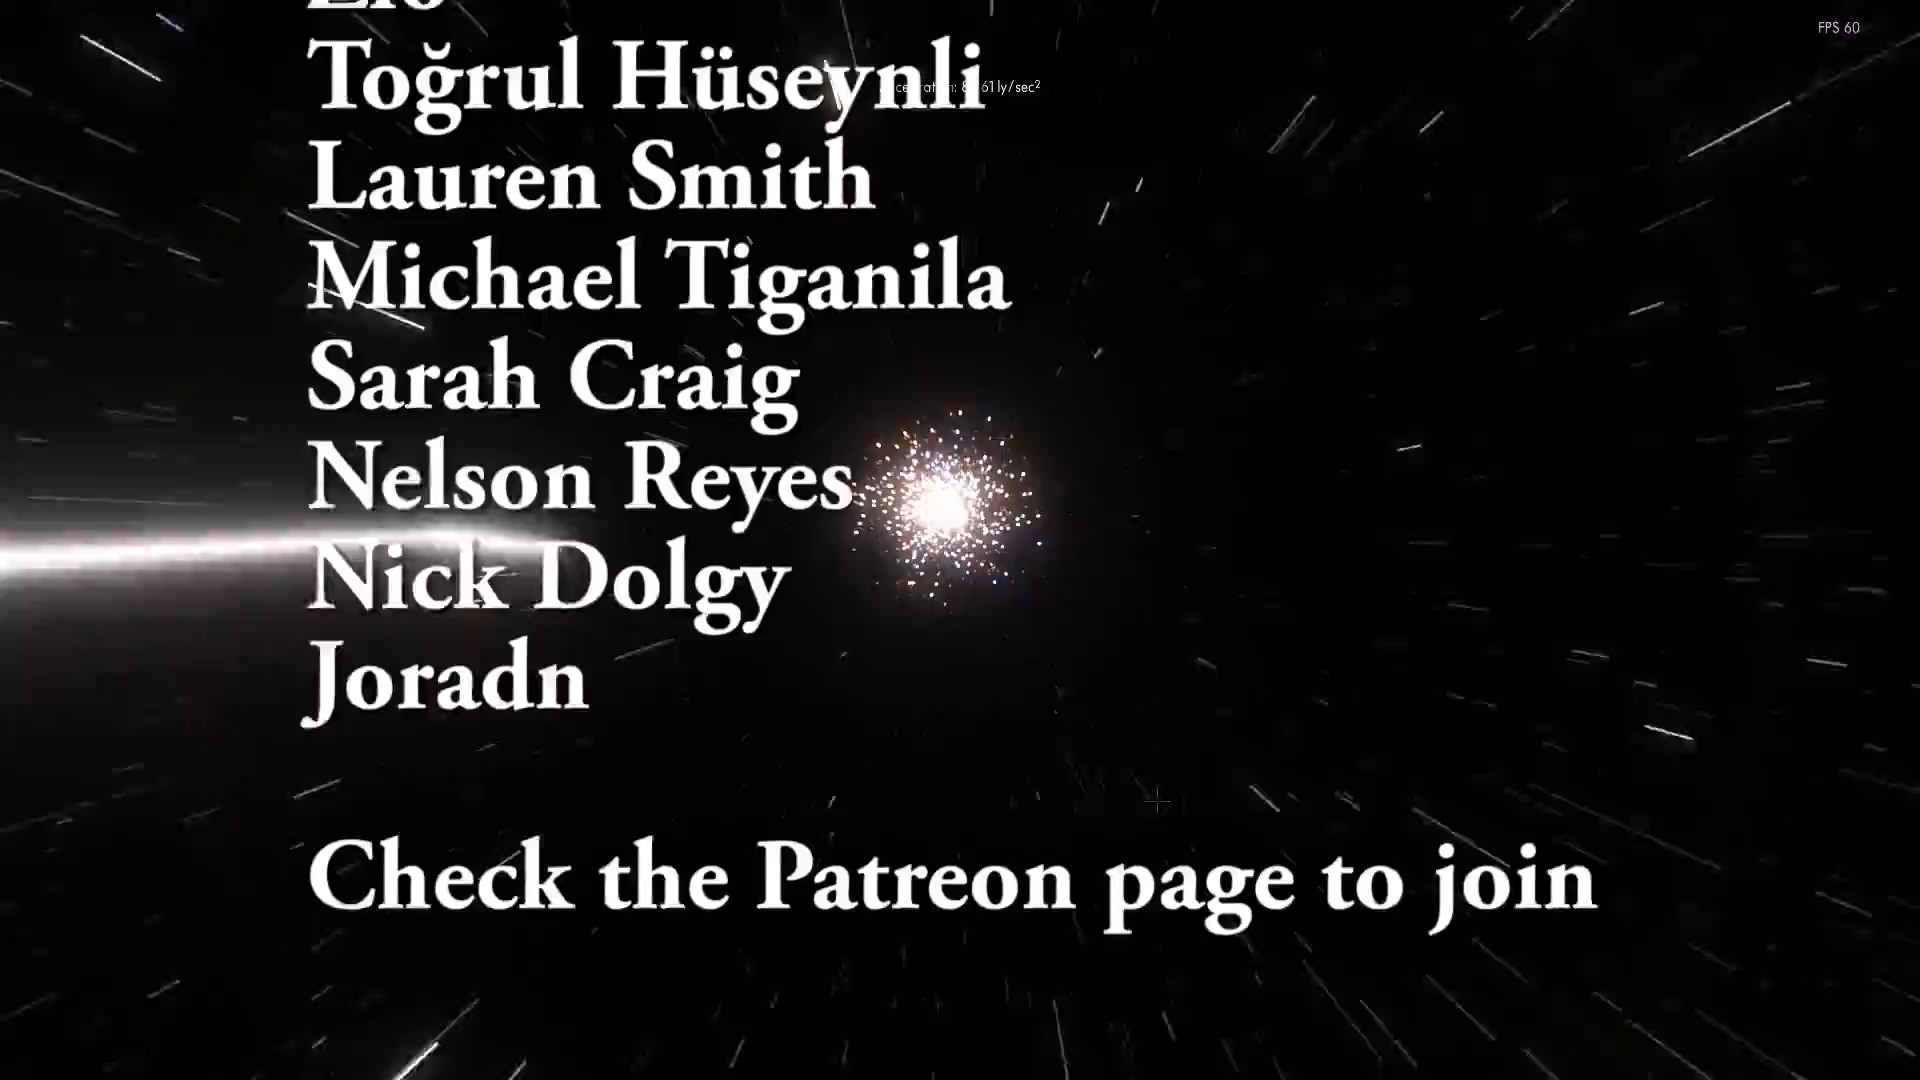 FPS 60
Toğrul Hüseynli
Lauren Smith
Michael Tiganila
Sarah Craig
Nelson Reyes
Nick Dolgy
Joradn
Check the Patreon page to join